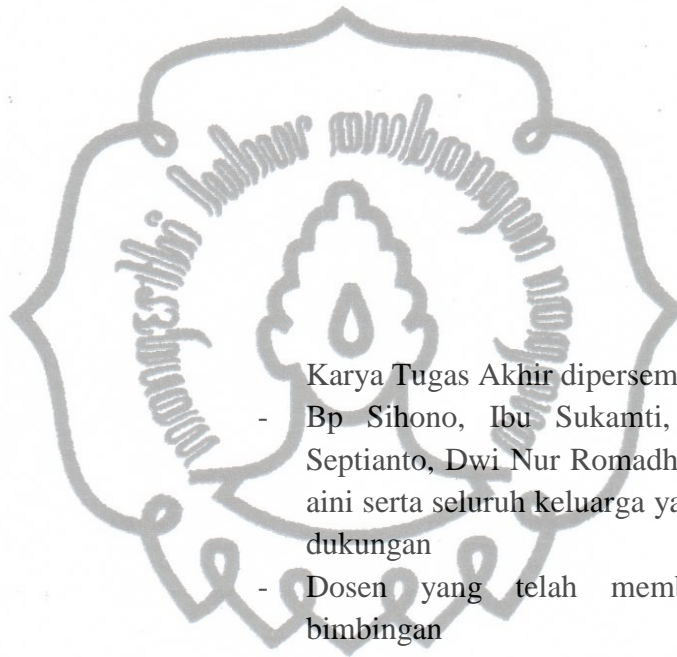 Karya Tugas Akhir dipersem
- Bp Sihono, Ibu Sukamti,
Septianto, Dwi Nur Romadh
aini serta seluruh keluarga ya
dukungan
- Dosen yang telah memb
bimbingan